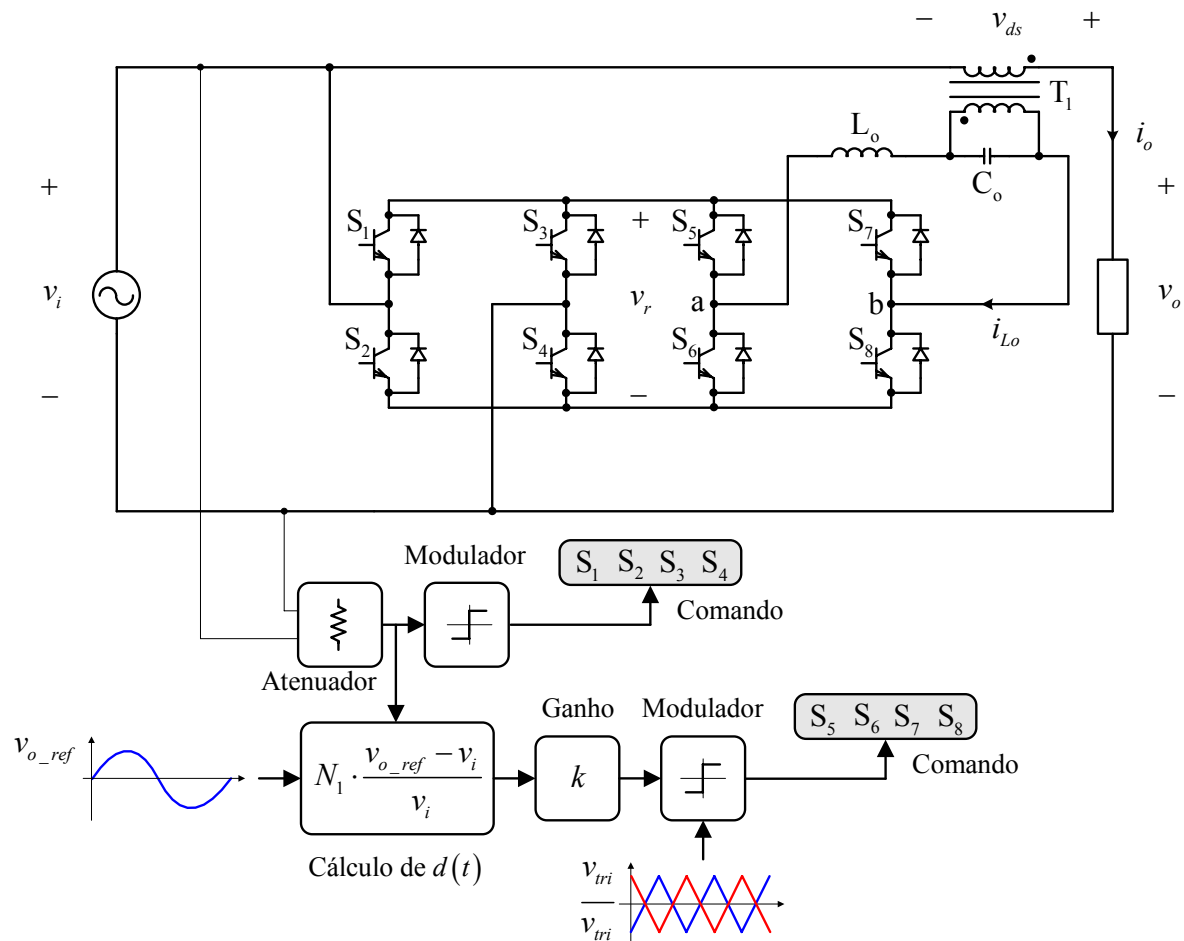 − v_ds +
T_1
L_o
C_o
i_o
+
v_i
−
S_1
S_3
+
S_5
S_7
v_r
a
b
i_Lo
S_2
S_4
−
S_6
S_8
+
v_o
−
Modulador
S_1 S_2 S_3 S_4
Comando
Atenuador
v_o_ref
N_1 · (v_o_ref − v_i) / v_i
Cálculo de d(t)
Ganho
k
Modulador
S_5 S_6 S_7 S_8
Comando
v_tri
v_tri